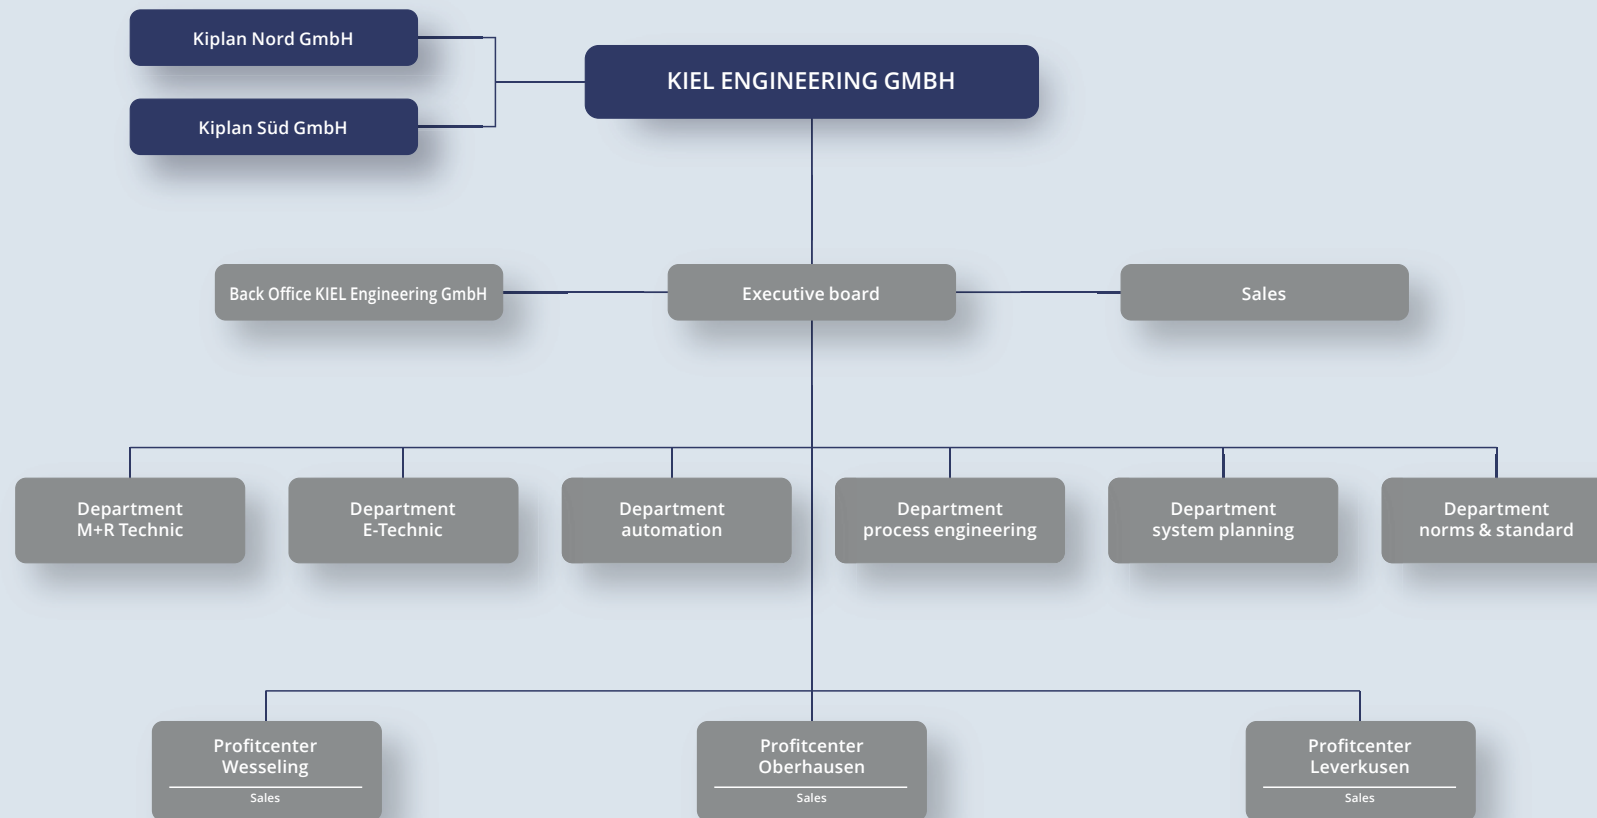 Kiplan Nord GmbH
KIEL ENGINEERING GMBH
Kiplan Süd GmbH
Back Office KIEL Engineering GmbH
Executive board
Sales
Department
M+R Technic
Department
E-Technic
Department
automation
Department
process engineering
Department
system planning
Department
norms & standard
Profitcenter
Wesseling
Sales
Profitcenter
Oberhausen
Sales
Profitcenter
Leverkusen
Sales